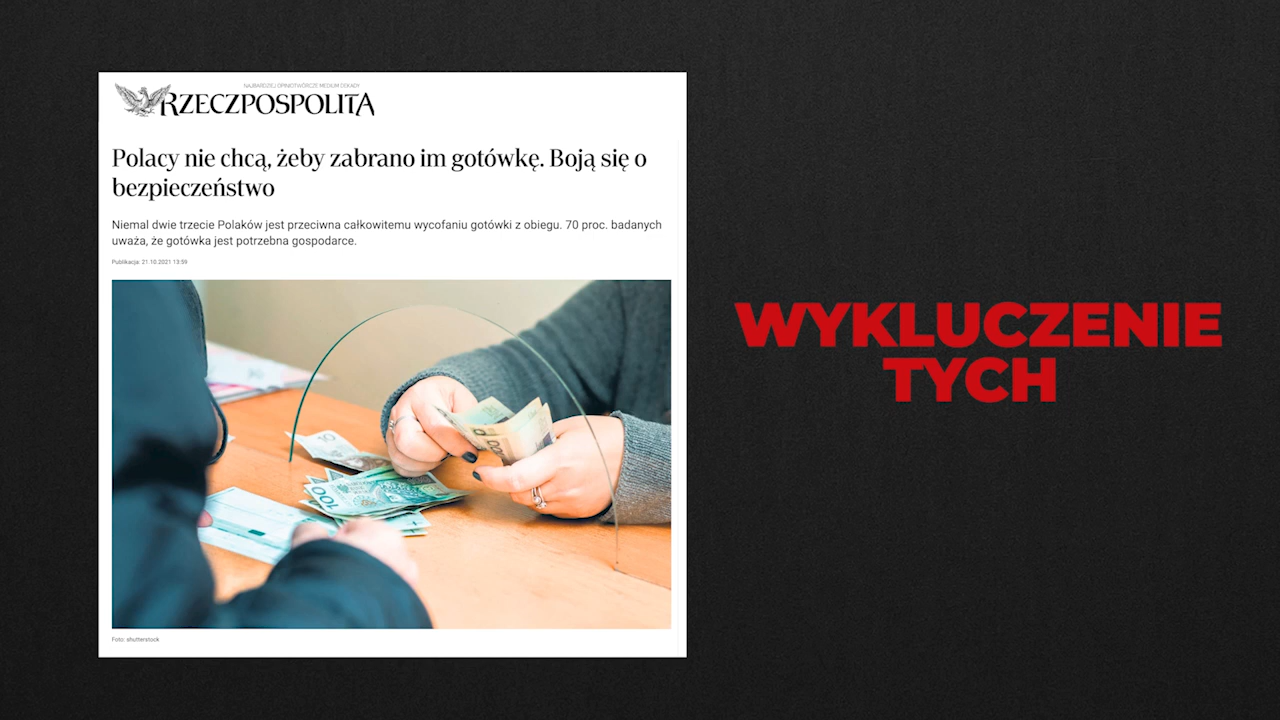 NAJBARDZIEJ OPINIOTWÓRCZE MEDIUM DEKADY
RZECZPOSPOLITA
Polacy nie chcą, żeby zabrano im gotówkę. Boją się o
bezpieczeństwo
Niemal dwie trzecie Polaków jest przeciwna całkowitemu wycofaniu gotówki z obiegu. 70 proc. badanych
uważa, że gotówka jest potrzebna gospodarce.
Publikacja: 21.10.2021 13:59
10
100
Foto: shutterstock
WYKLUCZENIE
TYCH